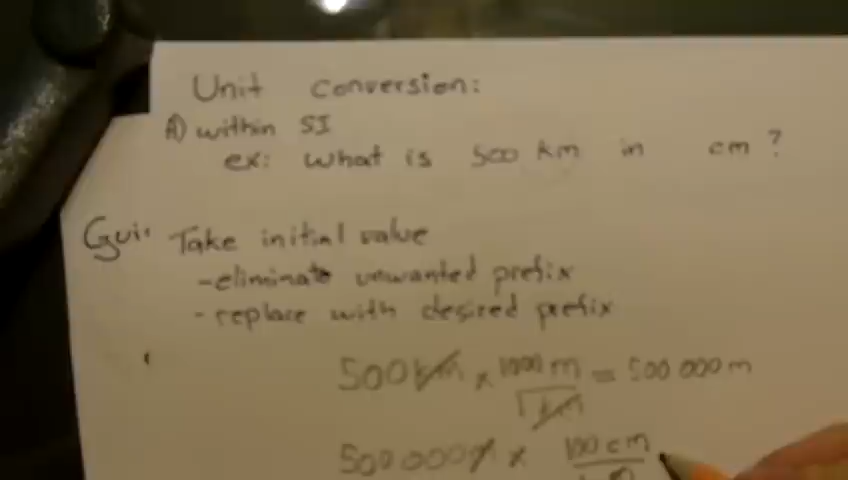 Unit conversion:
A) within SI
ex: what is 500 km in cm?
Gui: Take initial value
- eliminate unwanted prefix
- replace with desired prefix
500 km x 1000 m / 1 km = 500 000 m
500 000 m x 100 cm / 1 m